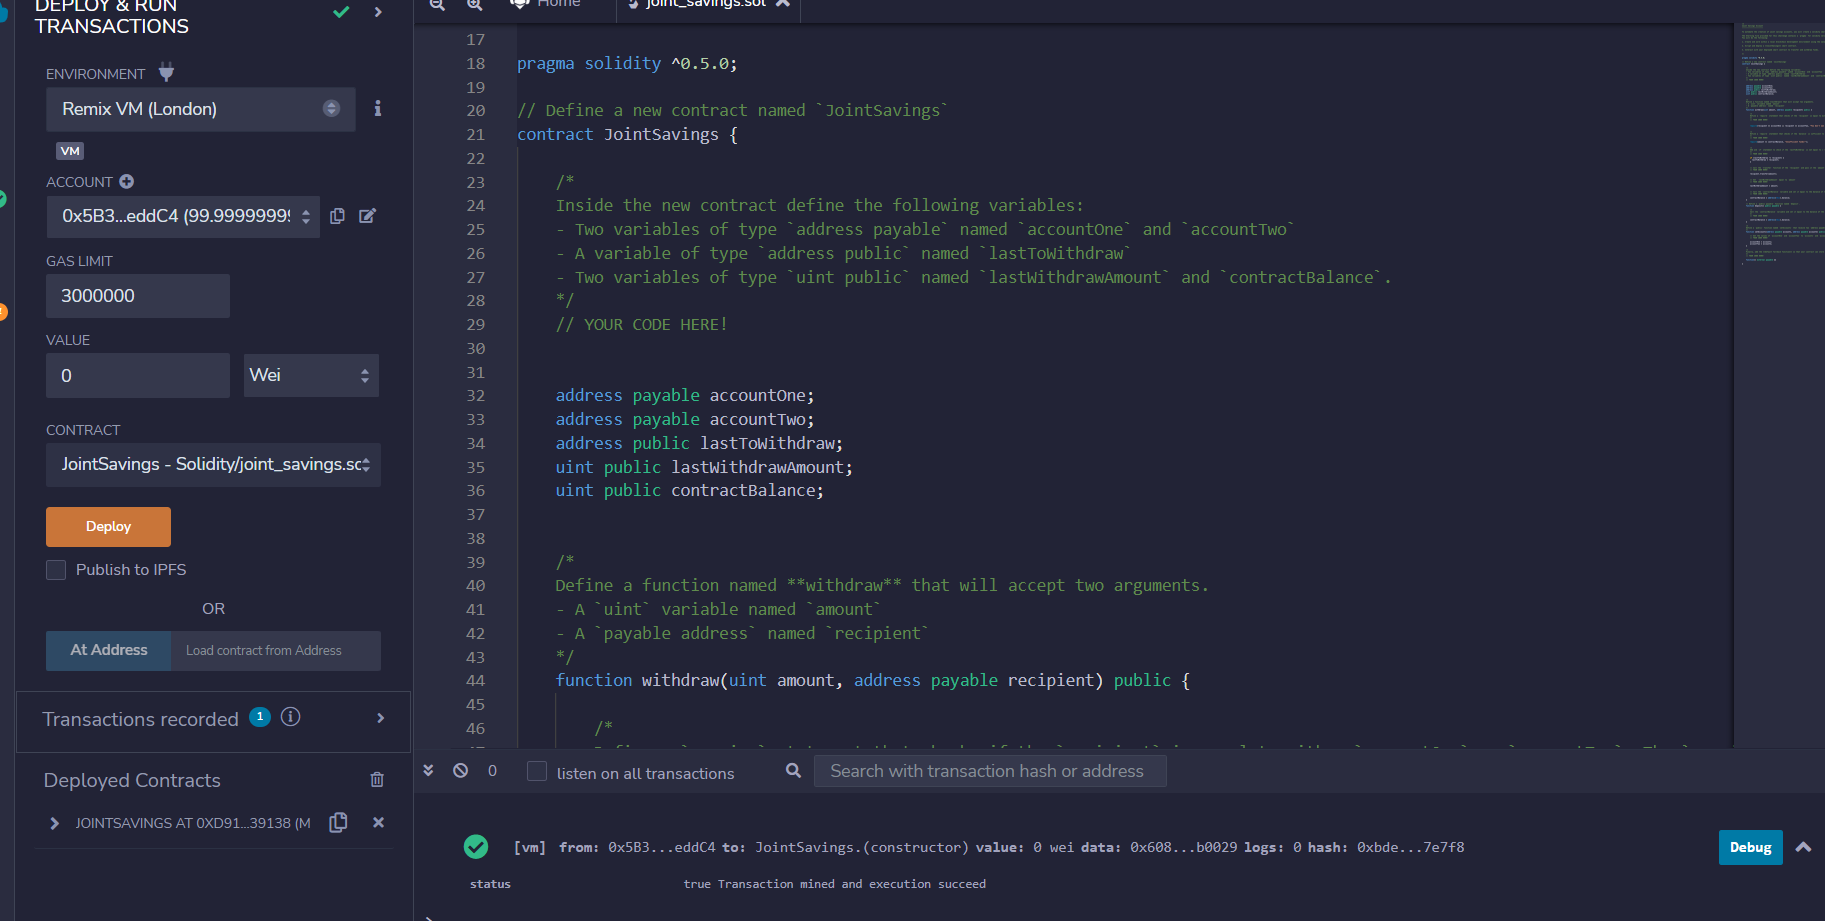 DEPLOY & RUN
TRANSACTIONS
ENVIRONMENT
Remix VM (London)
VM
ACCOUNT
0x5B3...eddC4 (99.99999999
GAS LIMIT
3000000
VALUE
0
Wei
CONTRACT
JointSavings - Solidity/joint_savings.sc
Deploy
Publish to IPFS
OR
At Address
Load contract from Address
Transactions recorded 1
Deployed Contracts
JOINTSAVINGS AT 0XD91...39138 (M
Home
joint_savings.sol
17
18 pragma solidity ^0.5.0;
19
20 // Define a new contract named `JointSavings`
21 contract JointSavings {
22
23 /*
24 Inside the new contract define the following variables:
25 - Two variables of type `address payable` named `accountOne` and `accountTwo`
26 - A variable of type `address public` named `lastToWithdraw`
27 - Two variables of type `uint public` named `lastWithdrawAmount` and `contractBalance`.
28 */
29 // YOUR CODE HERE!
30
31
32 address payable accountOne;
33 address payable accountTwo;
34 address public lastToWithdraw;
35 uint public lastWithdrawAmount;
36 uint public contractBalance;
37
38
39 /*
40 Define a function named **withdraw** that will accept two arguments.
41 - A `uint` variable named `amount`
42 - A `payable address` named `recipient`
43 */
44 function withdraw(uint amount, address payable recipient) public {
45
46 /*
0
listen on all transactions
Search with transaction hash or address
[vm] from: 0x5B3...eddC4 to: JointSavings.(constructor) value: 0 wei data: 0x608...b0029 logs: 0 hash: 0xbde...7e7f8
Debug
status true Transaction mined and execution succeed